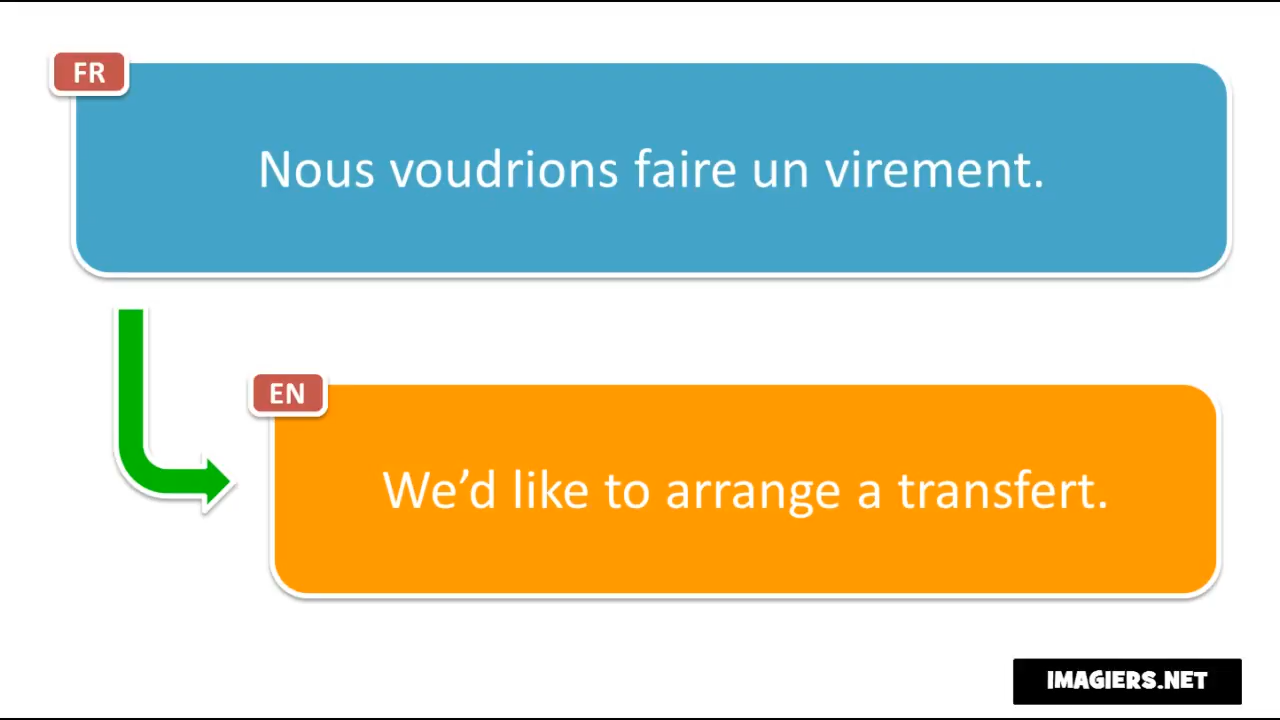 FR
Nous voudrions faire un virement.
EN
We’d like to arrange a transfert.
IMAGIERS.NET